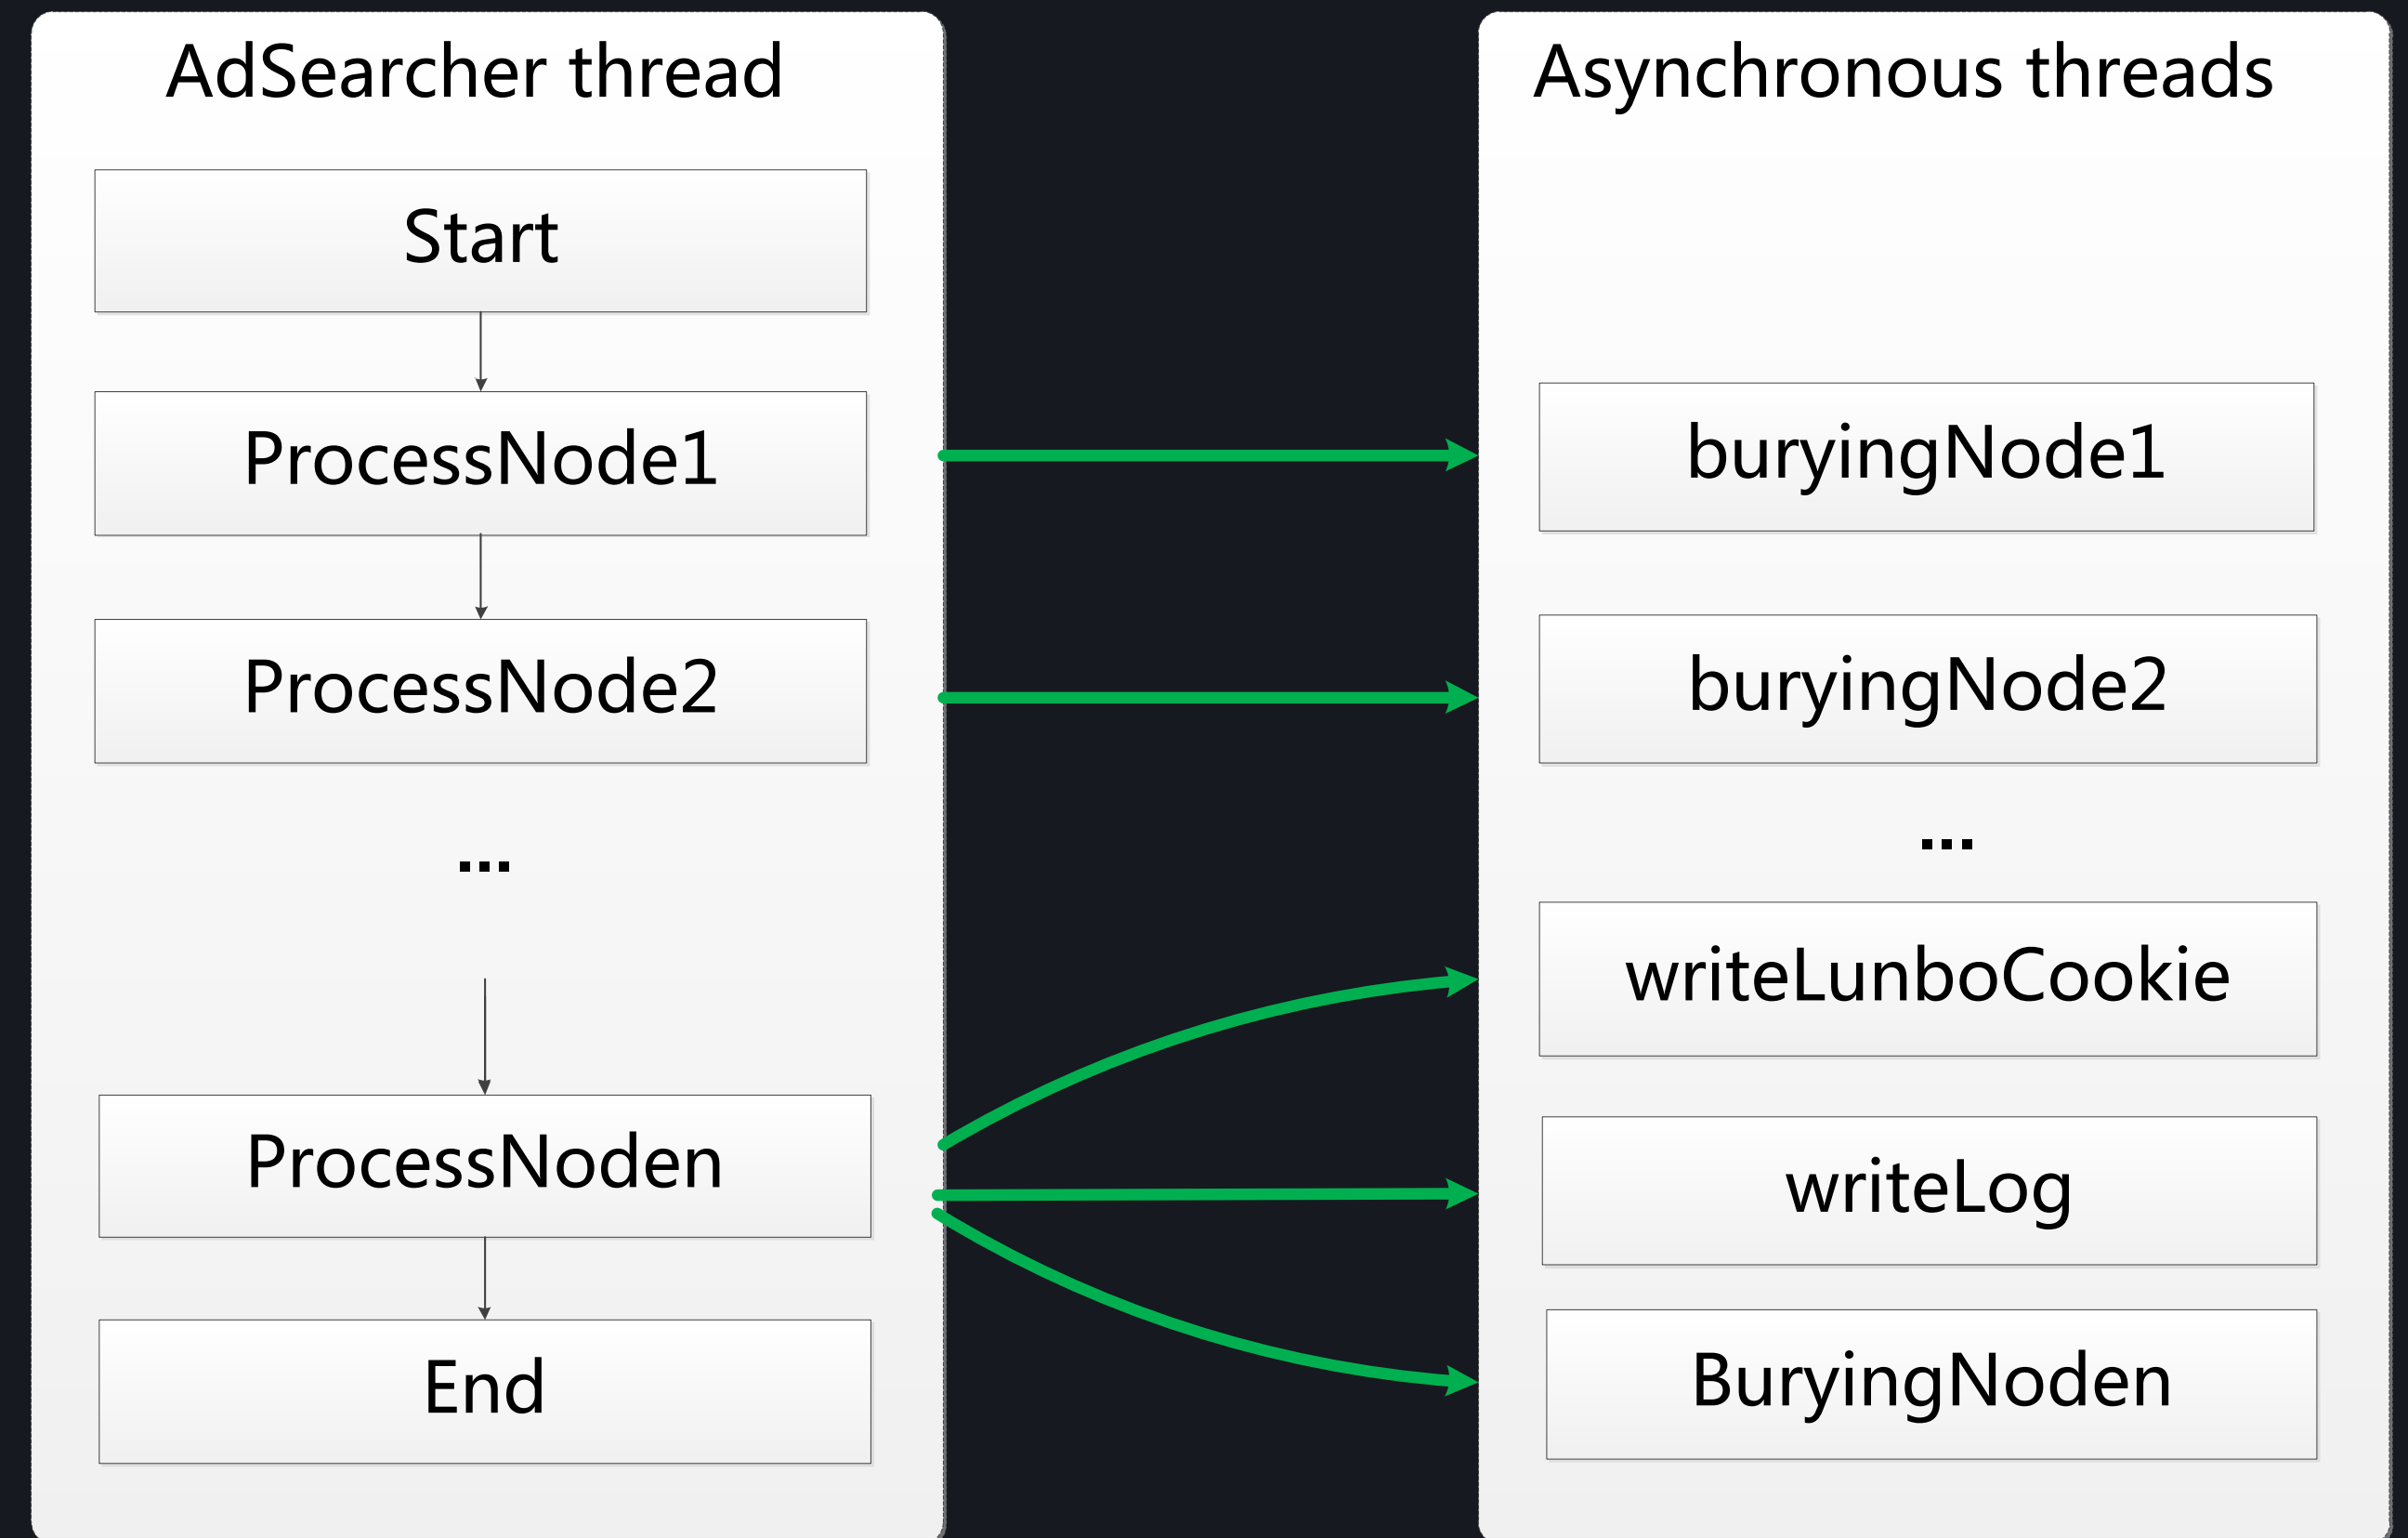 AdSearcher thread
Start
ProcessNode1
ProcessNode2
...
ProcessNoden
End
Asynchronous threads
buryingNode1
buryingNode2
...
writeLunboCookie
writeLog
BuryingNoden